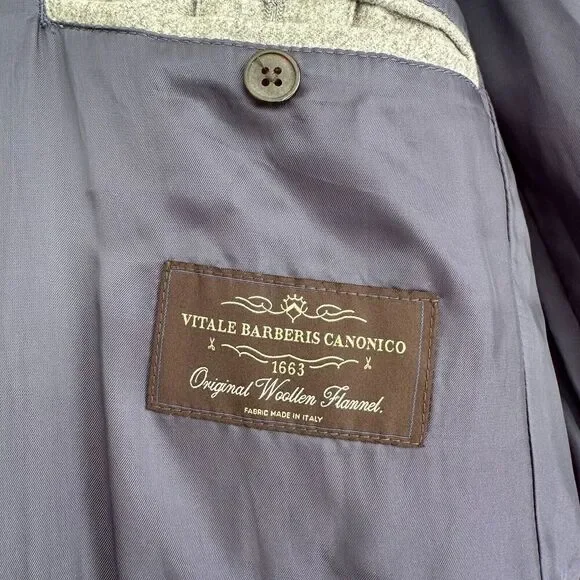 VITALE BARBERIS CANONICO
1663
Original Woollen Flannel.
FABRIC MADE IN ITALY